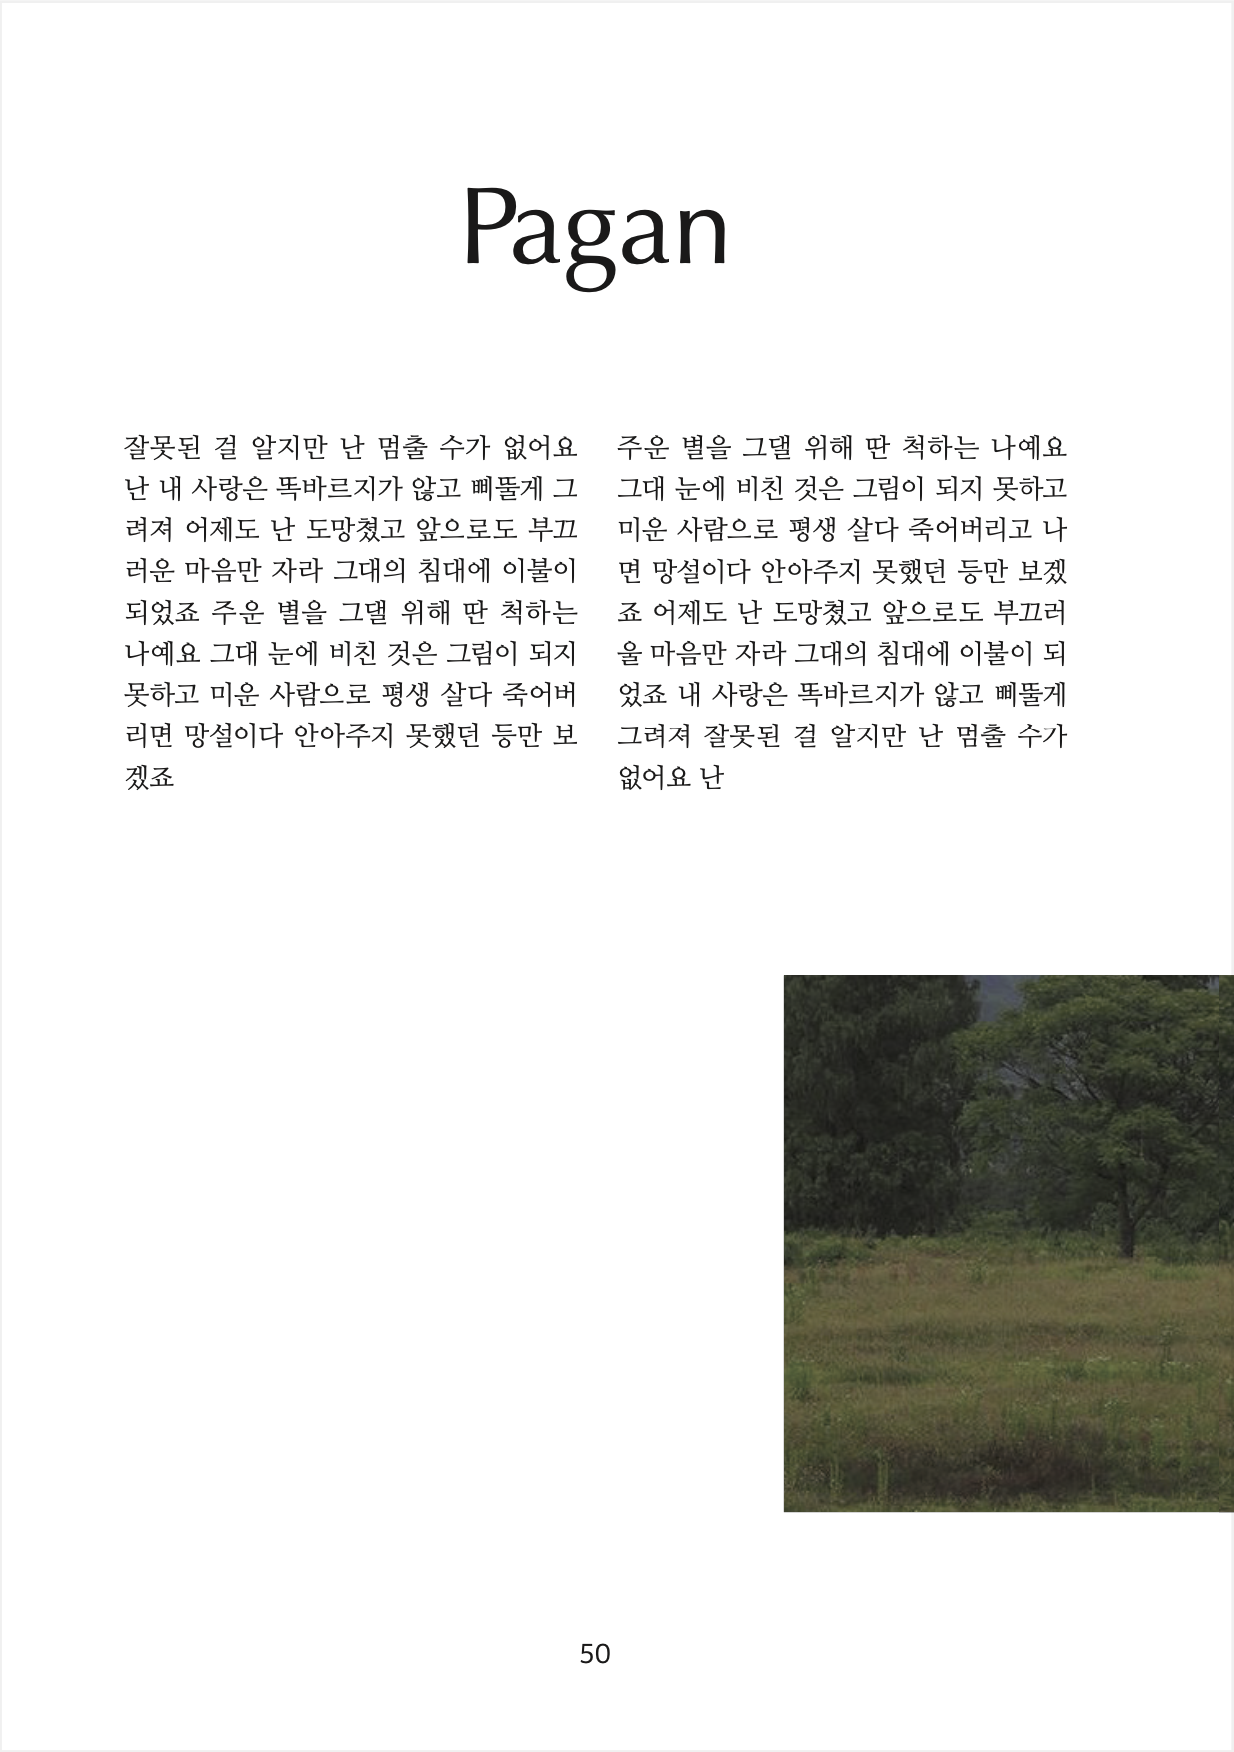 Pagan
잘못된 걸 알지만 난 멈출 수가 없어요
난 내 사랑은 똑바르지가 않고 삐뚤게 그
려져 어제도 난 도망쳤고 앞으로도 부끄
러운 마음만 자라 그대의 침대에 이불이
되었죠 주운 별을 그댈 위해 딴 척하는
나예요 그대 눈에 비친 것은 그림이 되지
못하고 미운 사람으로 평생 살다 죽어버
리면 망설이다 안아주지 못했던 등만 보
겠죠
주운 별을 그댈 위해 딴 척하는 나예요
그대 눈에 비친 것은 그림이 되지 못하고
미운 사람으로 평생 살다 죽어버리고 나
면 망설이다 안아주지 못했던 등만 보겠
죠 어제도 난 도망쳤고 앞으로도 부끄러
울 마음만 자라 그대의 침대에 이불이 되
었죠 내 사랑은 똑바르지가 않고 삐뚤게
그려져 잘못된 걸 알지만 난 멈출 수가
없어요 난
50